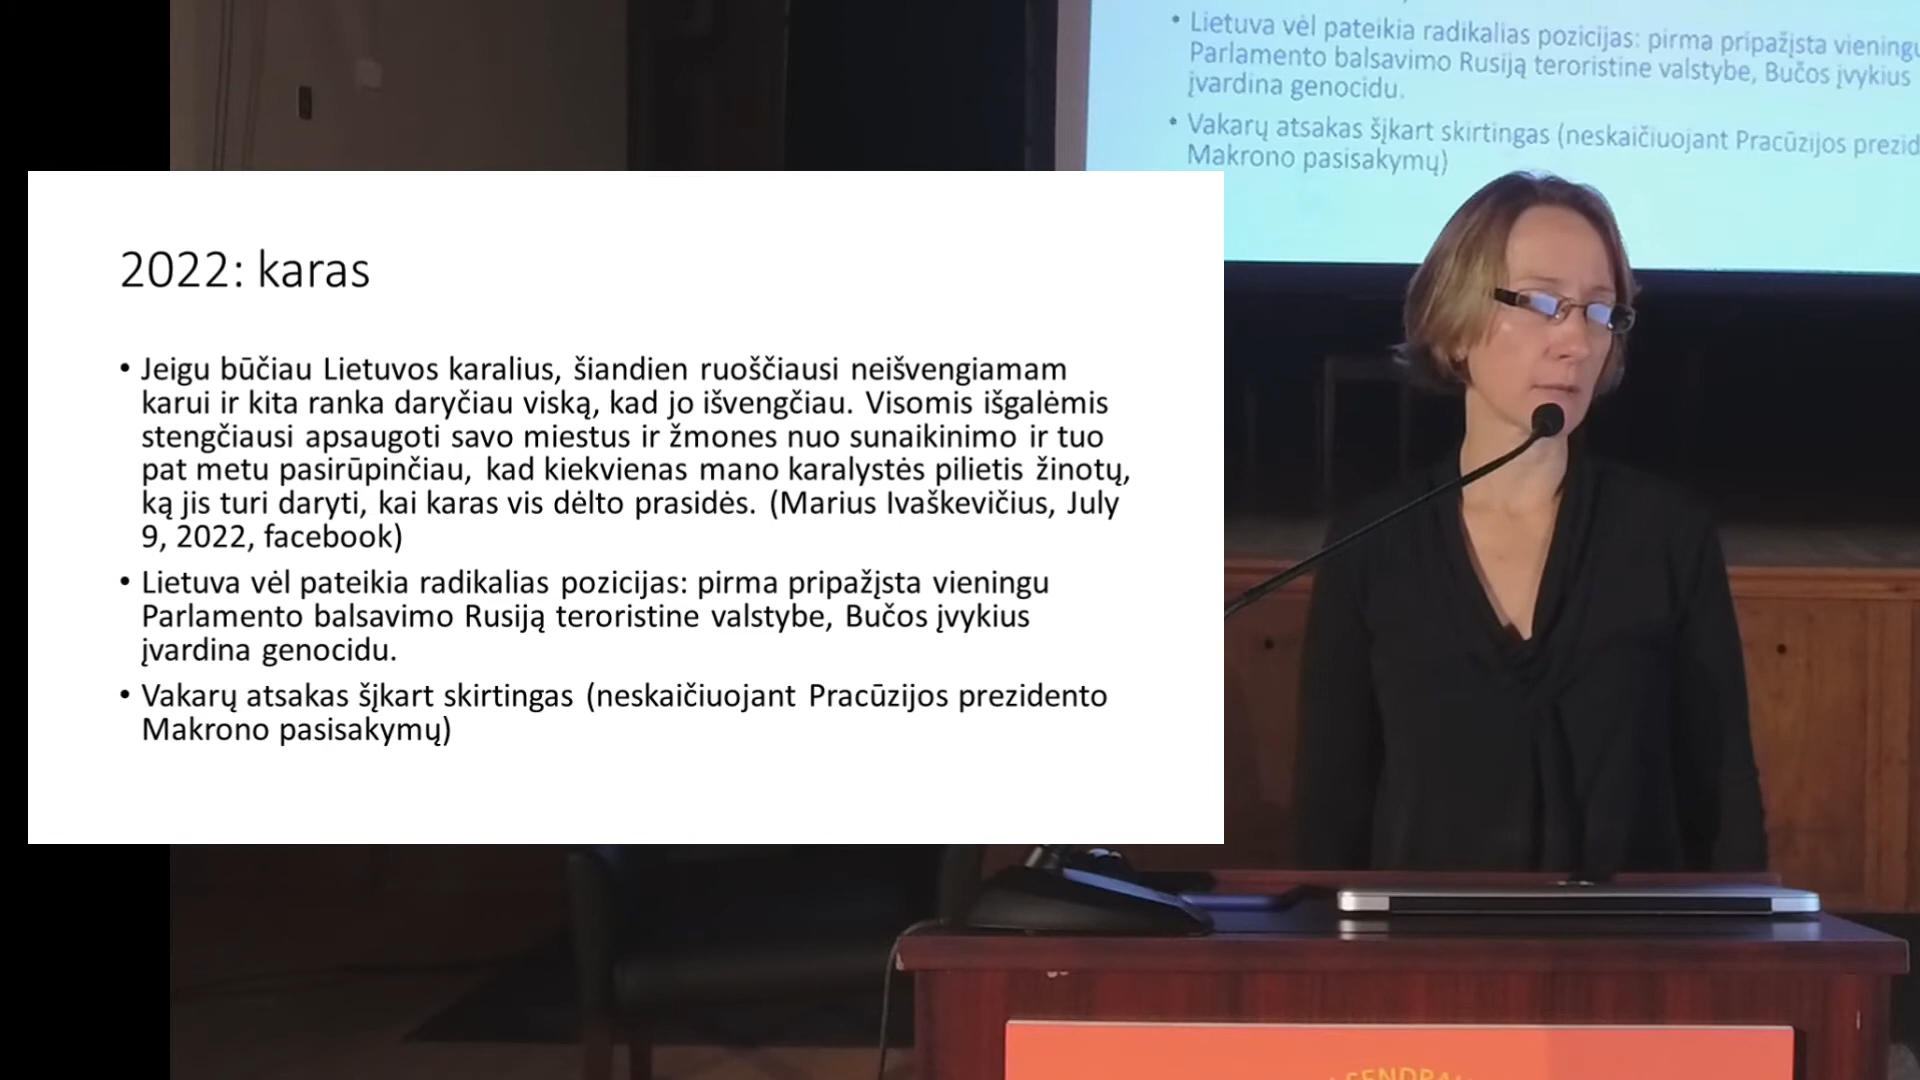 • Lietuva vėl pateikia radikalias pozicijas: pirma pripažįsta vieningu
Parlamento balsavimo Rusiją teroristine valstybe, Bučos įvykius
įvardina genocidu.
• Vakarų atsakas šįkart skirtingas (neskaičiuojant Pracūzijos prezid
Makrono pasisakymų)
2022: karas
• Jeigu būčiau Lietuvos karalius, šiandien ruoščiausi neišvengiamam
karui ir kita ranka daryčiau viską, kad jo išvengčiau. Visomis išgalėmis
stengčiausi apsaugoti savo miestus ir žmones nuo sunaikinimo ir tuo
pat metu pasirūpinčiau, kad kiekvienas mano karalystės pilietis žinotų,
ką jis turi daryti, kai karas vis dėlto prasidės. (Marius Ivaškevičius, July
9, 2022, facebook)
• Lietuva vėl pateikia radikalias pozicijas: pirma pripažįsta vieningu
Parlamento balsavimo Rusiją teroristine valstybe, Bučos įvykius
įvardina genocidu.
• Vakarų atsakas šįkart skirtingas (neskaičiuojant Pracūzijos prezidento
Makrono pasisakymų)